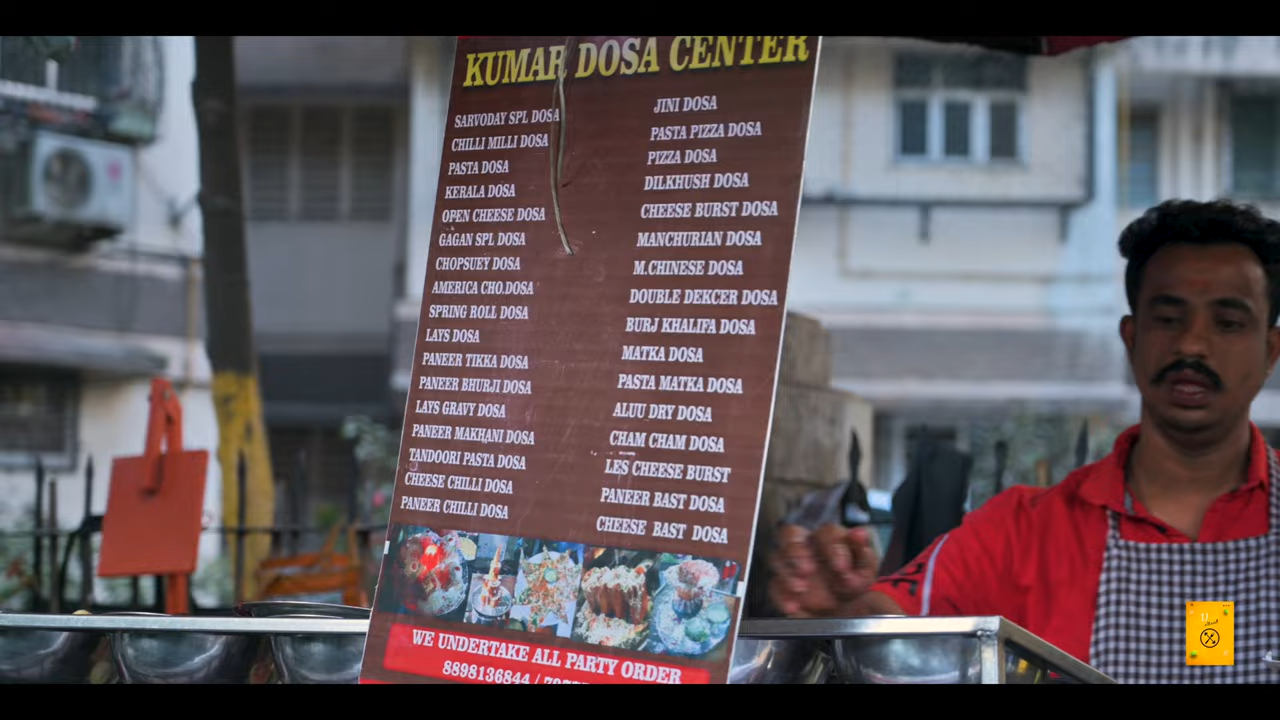 KUMAR DOSA CENTER
SARVODAY SPL DOSA
CHILLI MILLI DOSA
PASTA DOSA
KERALA DOSA
OPEN CHEESE DOSA
GAGAN SPL DOSA
CHOPSUEY DOSA
AMERICA CHO.DOSA
SPRING ROLL DOSA
LAYS DOSA
PANEER TIKKA DOSA
PANEER BHURJI DOSA
LAYS GRAVY DOSA
PANEER MAKHANI DOSA
TANDOORI PASTA DOSA
CHEESE CHILLI DOSA
PANEER CHILLI DOSA
JINI DOSA
PASTA PIZZA DOSA
PIZZA DOSA
DILKHUSH DOSA
CHEESE BURST DOSA
MANCHURIAN DOSA
M.CHINESE DOSA
DOUBLE DEKCER DOSA
BURJ KHALIFA DOSA
MATKA DOSA
PASTA MATKA DOSA
ALUU DRY DOSA
CHAM CHAM DOSA
LES CHEESE BURST
PANEER BAST DOSA
CHEESE BAST DOSA
WE UNDERTAKE ALL PARTY ORDER
8898136844 /